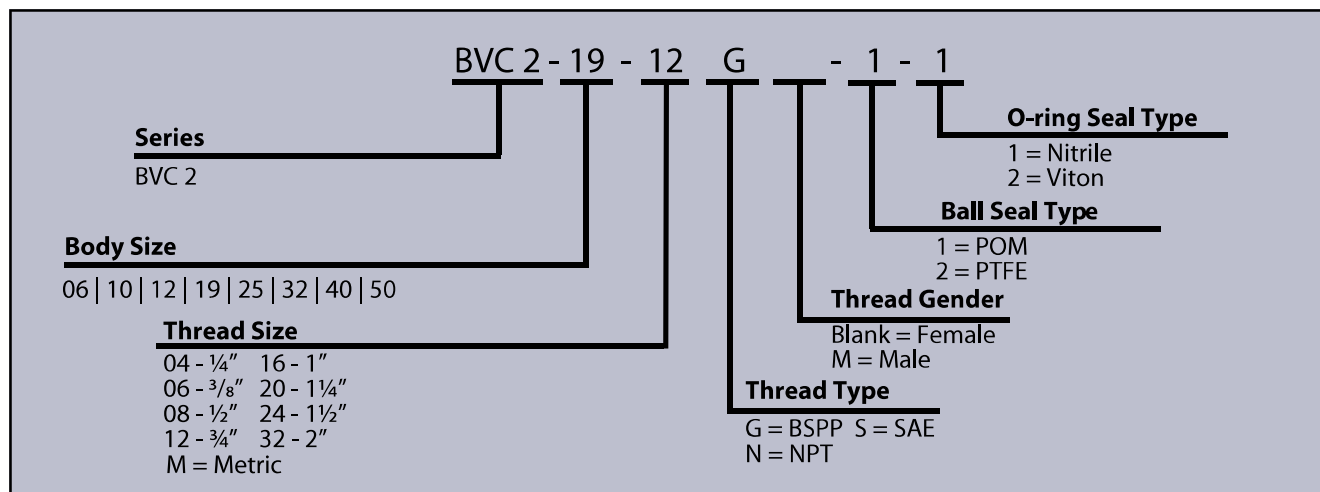 BVC 2 - 19 - 12 G - 1 - 1
O-ring Seal Type
1 = Nitrile
2 = Viton
Series
BVC 2
Ball Seal Type
1 = POM
2 = PTFE
Body Size
06 | 10 | 12 | 19 | 25 | 32 | 40 | 50
Thread Gender
Blank = Female
M = Male
Thread Size
04 - ¼" 16 - 1"
06 - ³/₈" 20 - 1¼"
08 - ½" 24 - 1½"
12 - ¾" 32 - 2"
M = Metric
Thread Type
G = BSPP S = SAE
N = NPT